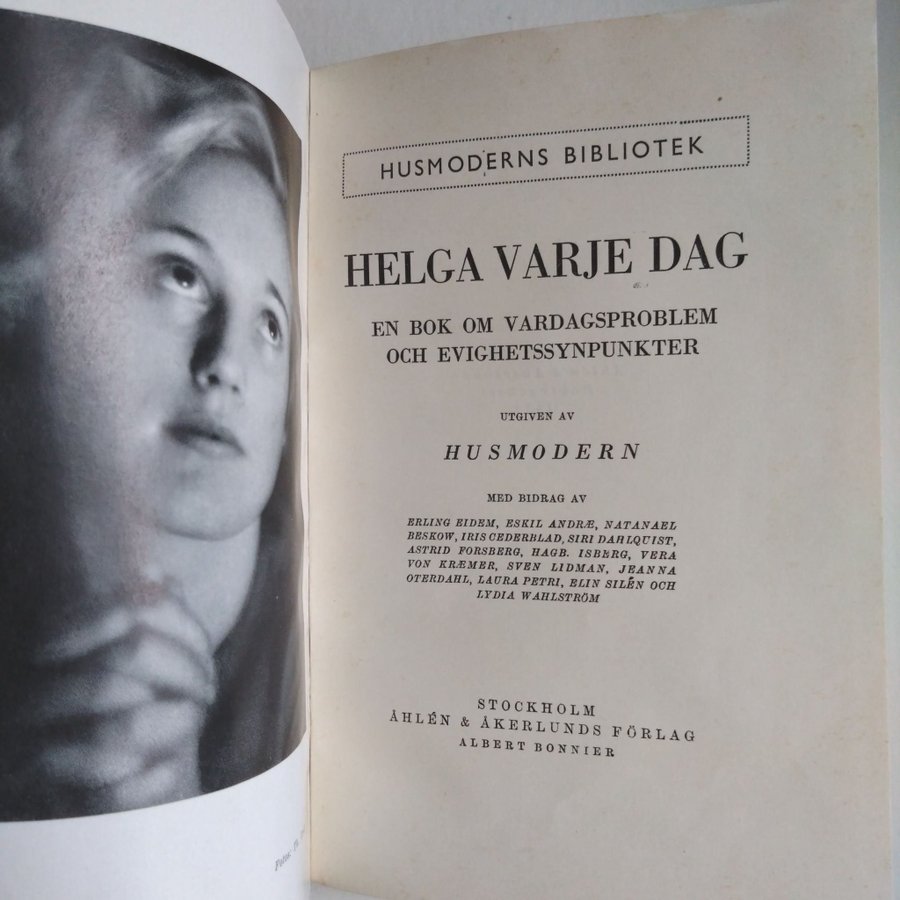 HUSMODERNS BIBLIOTEK
HELGA VARJE DAG
EN BOK OM VARDAGSPROBLEM
OCH EVIGHETSSYNPUNKTER
UTGIVEN AV
HUSMODERN
MED BIDRAG AV
ERLING EIDEM, ESKIL ANDRÆ, NATANAEL
BESKOW, IRIS CEDERBLAD, SIRI DAHLQUIST,
ASTRID FORSBERG, HAGB. ISBERG, VERA
VON KRÆMER, SVEN LIDMAN, JEANNA
OTERDAHL, LAURA PETRI, ELIN SILÉN OCH
LYDIA WAHLSTRÖM
STOCKHOLM
ÅHLÉN & ÅKERLUNDS FÖRLAG
ALBERT BONNIER
Foto: